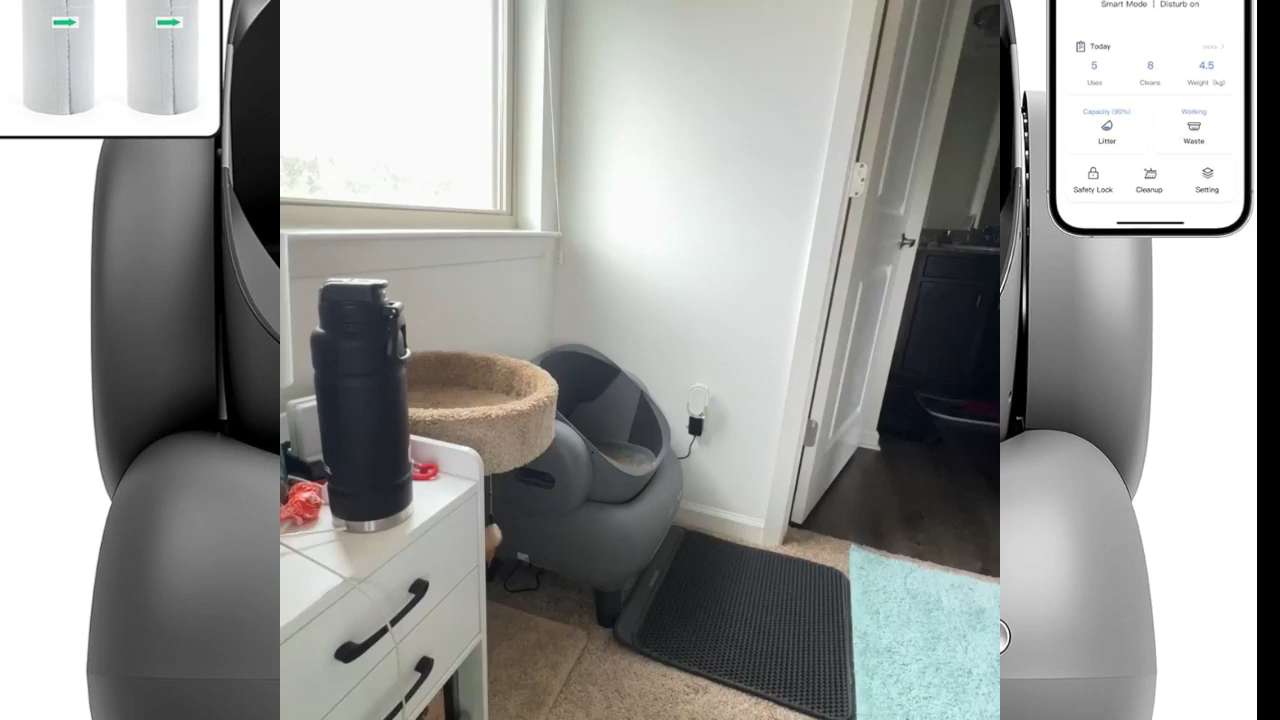 Smart Mode | Disturb on
Today
more >
5 8 4.5
Uses Cleans Weight (kg)
Capacity (90%) Working
Litter Waste
Safety Lock Cleanup Setting